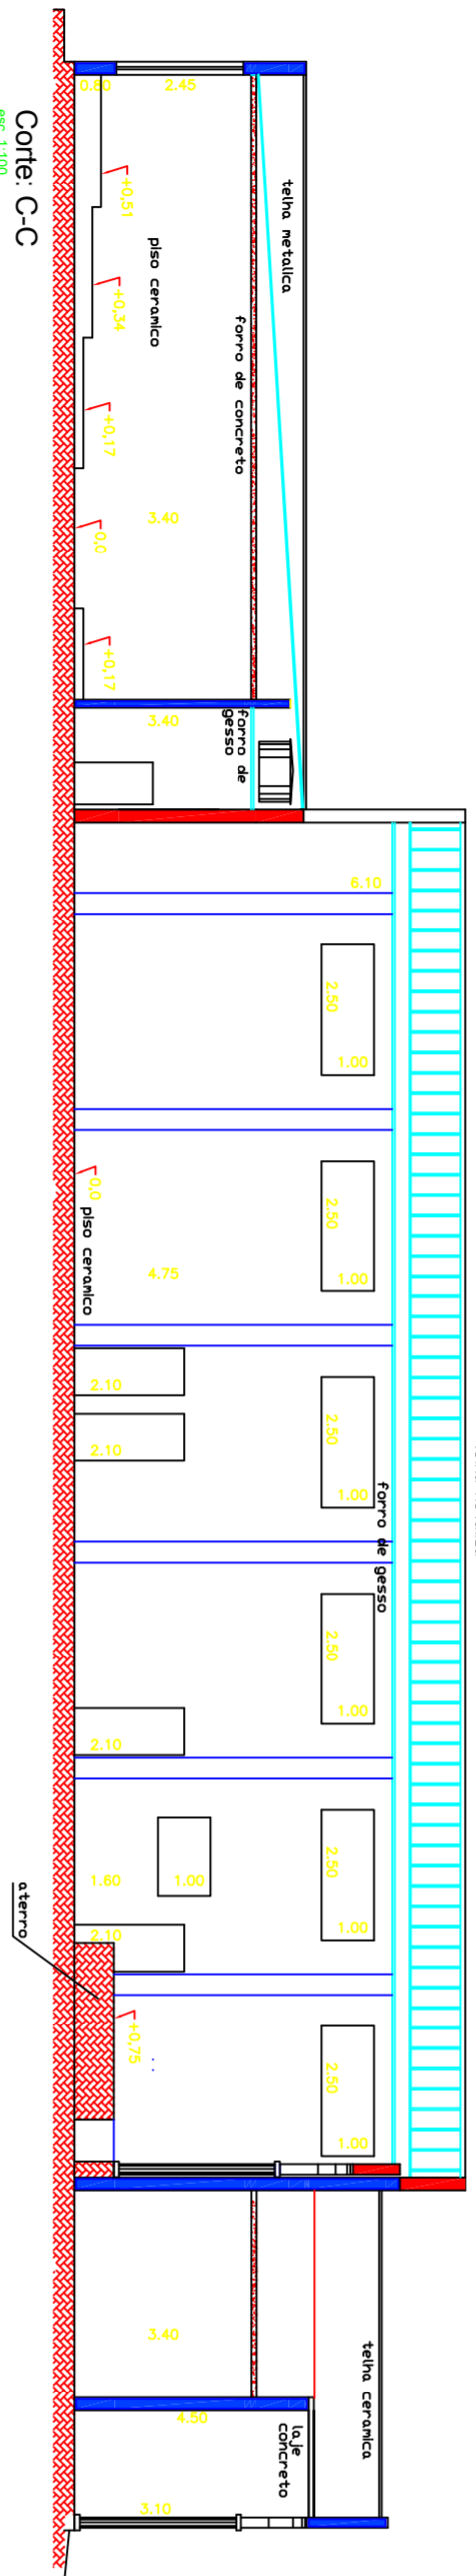 Corte: C-C
esc. 1:100
0.80
2.45
+0,51
+0,34
+0,17
0,0
+0,17
piso ceramico
telha metalica
forro de concreto
3.40
3.40
forro de
gesso
6.10
2.50
1.00
2.50
1.00
0,0
piso ceramico
4.75
2.10
2.10
2.50
1.00
forro de gesso
2.50
1.00
2.10
2.50
1.00
1.60
1.00
2.10
aterro
+0,75
2.50
1.00
3.40
telha ceramica
4.50
laje
concreto
3.10